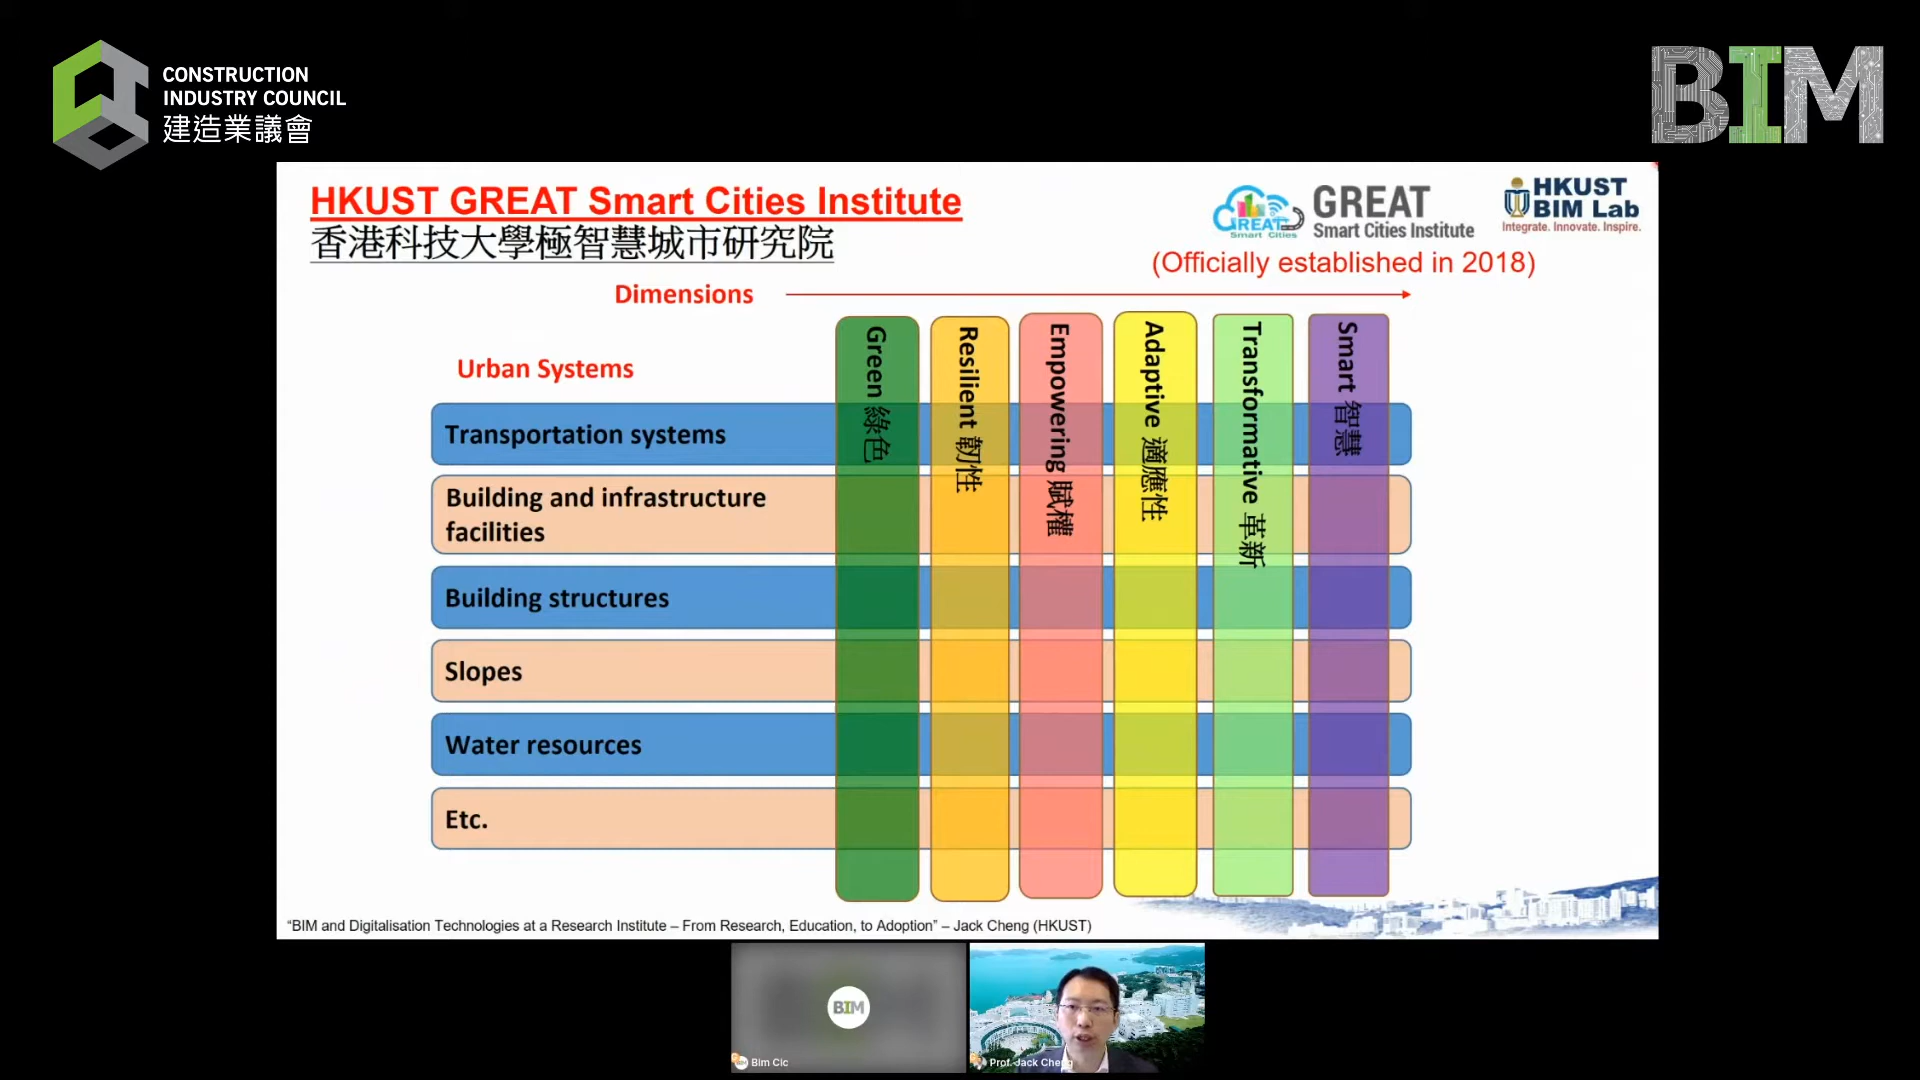 CONSTRUCTION
INDUSTRY COUNCIL
建造業議會
BIM
HKUST GREAT Smart Cities Institute
香港科技大學極智慧城市研究院
GREAT
Smart Cities
GREAT
Smart Cities Institute
HKUST
BIM Lab
Integrate. Innovate. Inspire.
(Officially established in 2018)
Dimensions
Urban Systems
Green 綠色
Resilient 韌性
Empowering 賦權
Adaptive 適應性
Transformative 革新
Smart 智慧
Transportation systems
Building and infrastructure
facilities
Building structures
Slopes
Water resources
Etc.
“BIM and Digitalisation Technologies at a Research Institute – From Research, Education, to Adoption” – Jack Cheng (HKUST)
BIM
Bim Cic
Prof. Jack Cheng